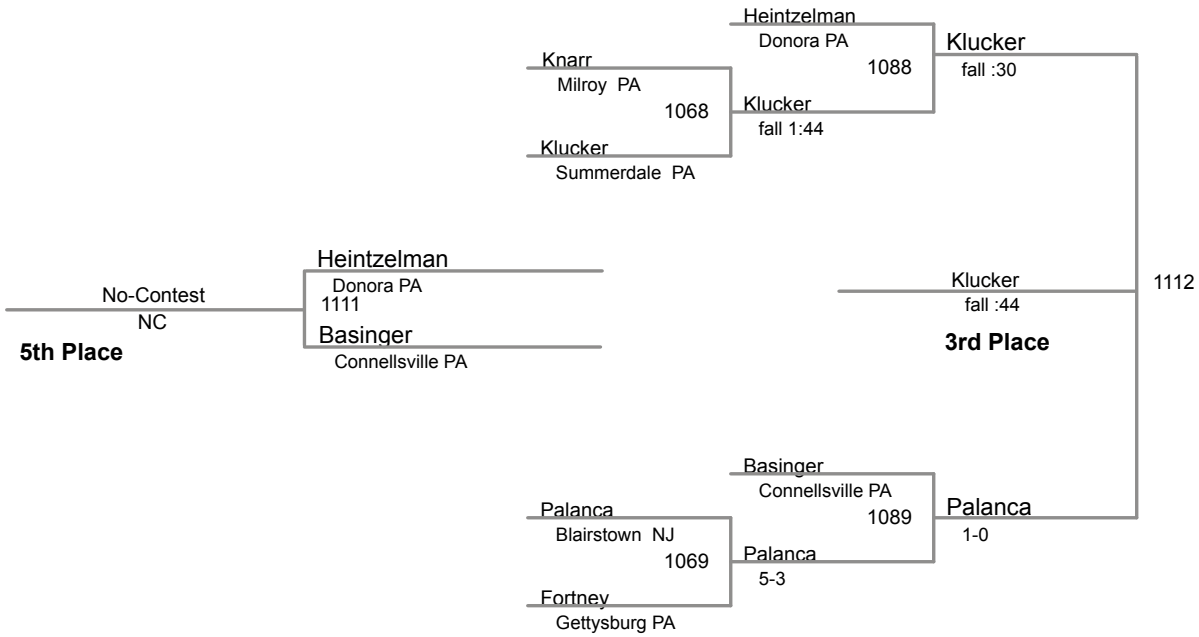 Heintzelman
Donora PA
Klucker
fall :30
1088
Knarr
Milroy PA
1068
Klucker
fall 1:44
Klucker
Summerdale PA
Heintzelman
Donora PA
1111
Basinger
Connellsville PA
No-Contest
NC
5th Place
Klucker
fall :44
3rd Place
1112
Basinger
Connellsville PA
1089
Palanca
1-0
Palanca
Blairstown NJ
1069
Palanca
5-3
Fortney
Gettysburg PA